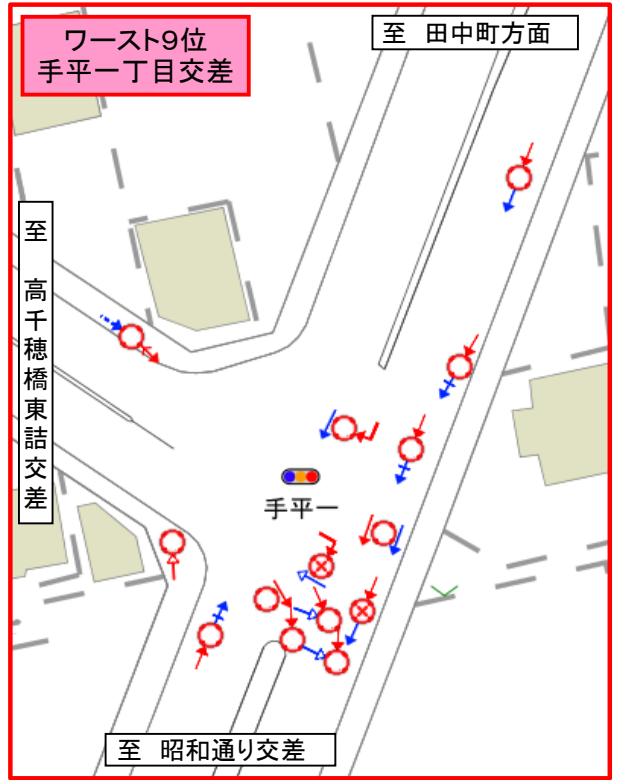 ワースト９位
手平一丁目交差
至　田中町方面
至　高千穂橋東詰交差
手平一
至　昭和通り交差